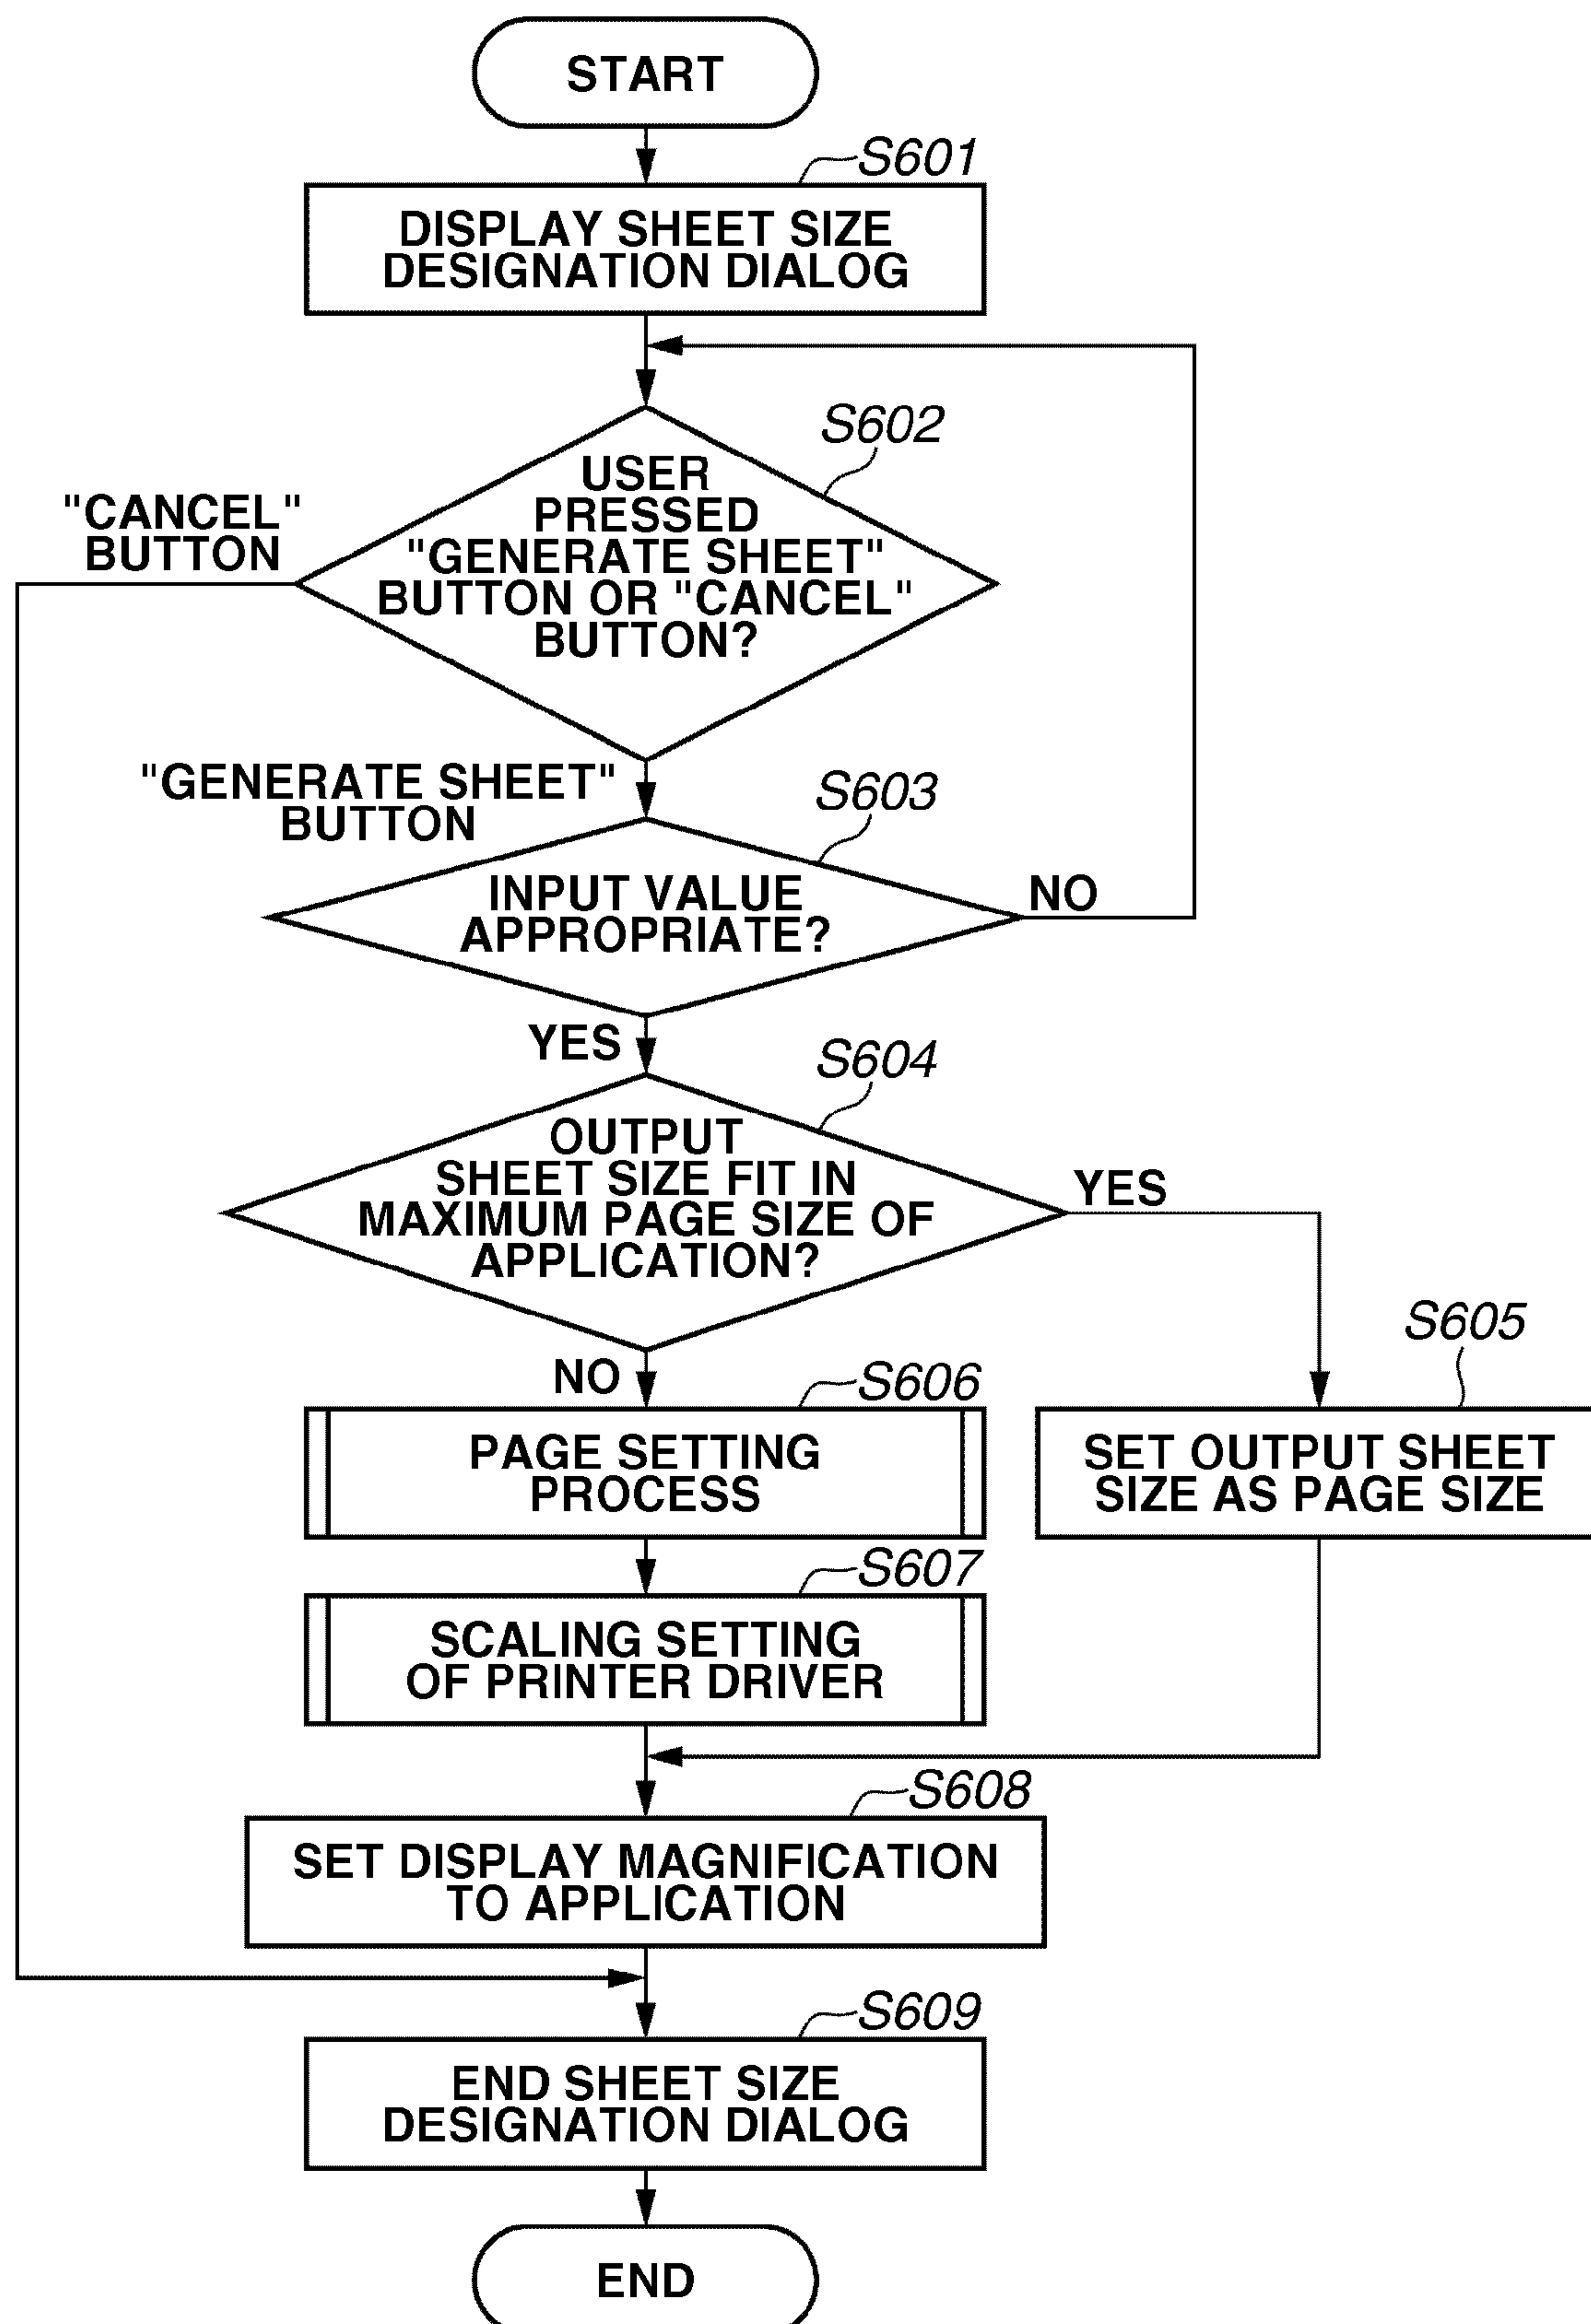 START
S601
DISPLAY SHEET SIZE
DESIGNATION DIALOG
S602
USER
PRESSED
"GENERATE SHEET"
BUTTON OR "CANCEL"
BUTTON?
"CANCEL"
BUTTON
"GENERATE SHEET"
BUTTON
S603
INPUT VALUE
APPROPRIATE?
NO
YES
S604
OUTPUT
SHEET SIZE FIT IN
MAXIMUM PAGE SIZE OF
APPLICATION?
YES
NO
S605
SET OUTPUT SHEET
SIZE AS PAGE SIZE
S606
PAGE SETTING
PROCESS
S607
SCALING SETTING
OF PRINTER DRIVER
S608
SET DISPLAY MAGNIFICATION
TO APPLICATION
S609
END SHEET SIZE
DESIGNATION DIALOG
END